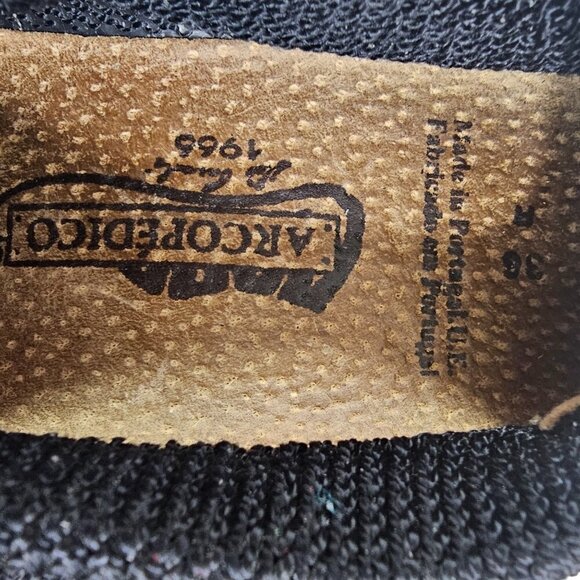 ARCOPÉDICO
1966
R 36
Made in Portugal U.E.
Fabricado em Portugal